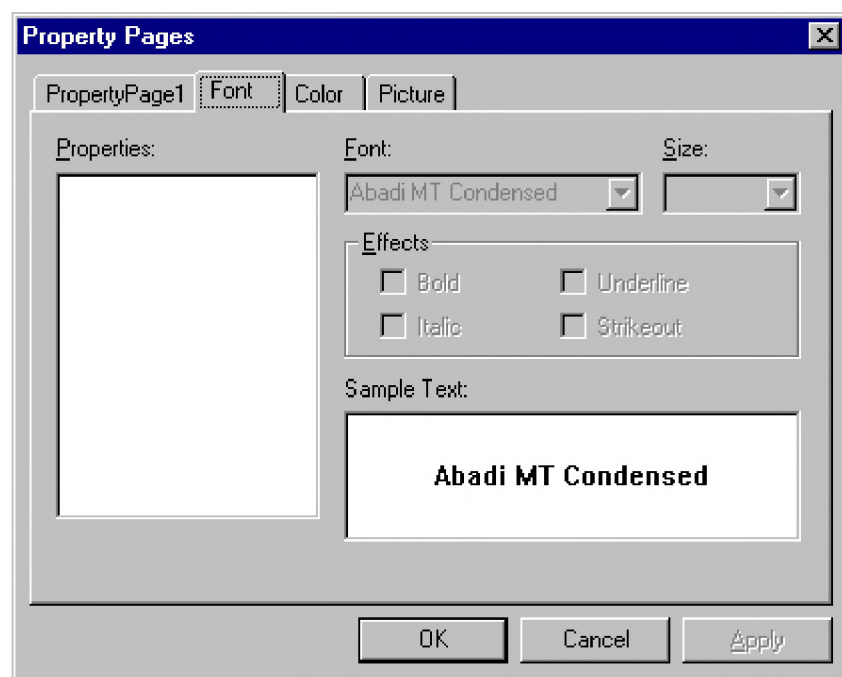 Property Pages
PropertyPage1 Font Color Picture
Properties:
Font: Size:
Abadi MT Condensed
Effects
Bold Underline
Italic Strikeout
Sample Text:
Abadi MT Condensed
OK Cancel Apply